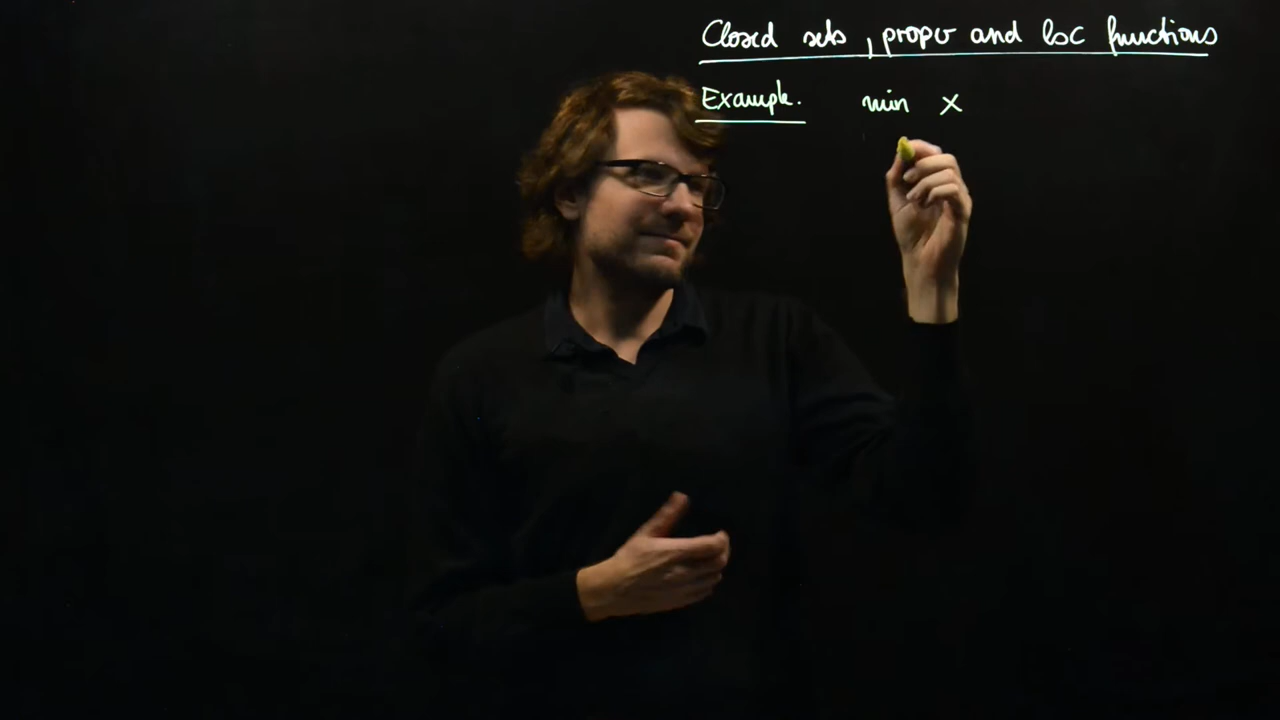 Closed sets, proper and lsc functions
Example. min x